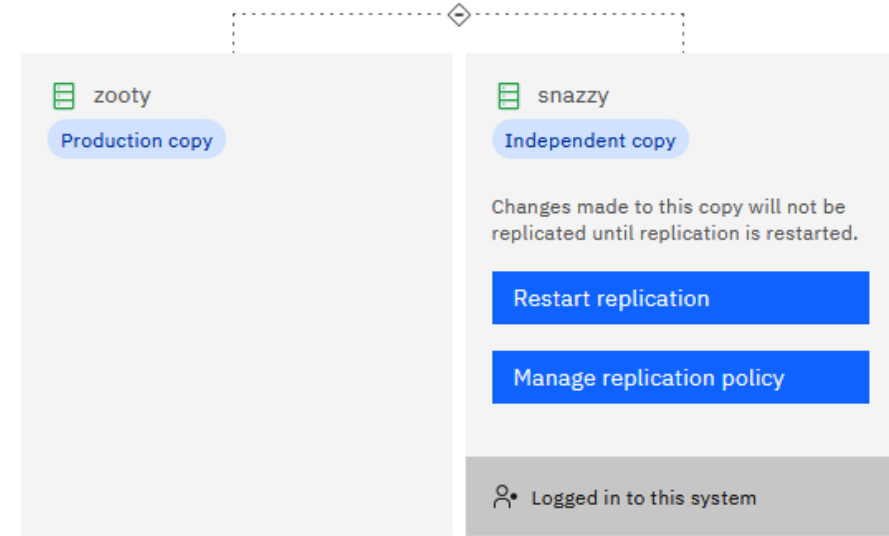 zooty
Production copy
snazzy
Independent copy
Changes made to this copy will not be
replicated until replication is restarted.
Restart replication
Manage replication policy
Logged in to this system